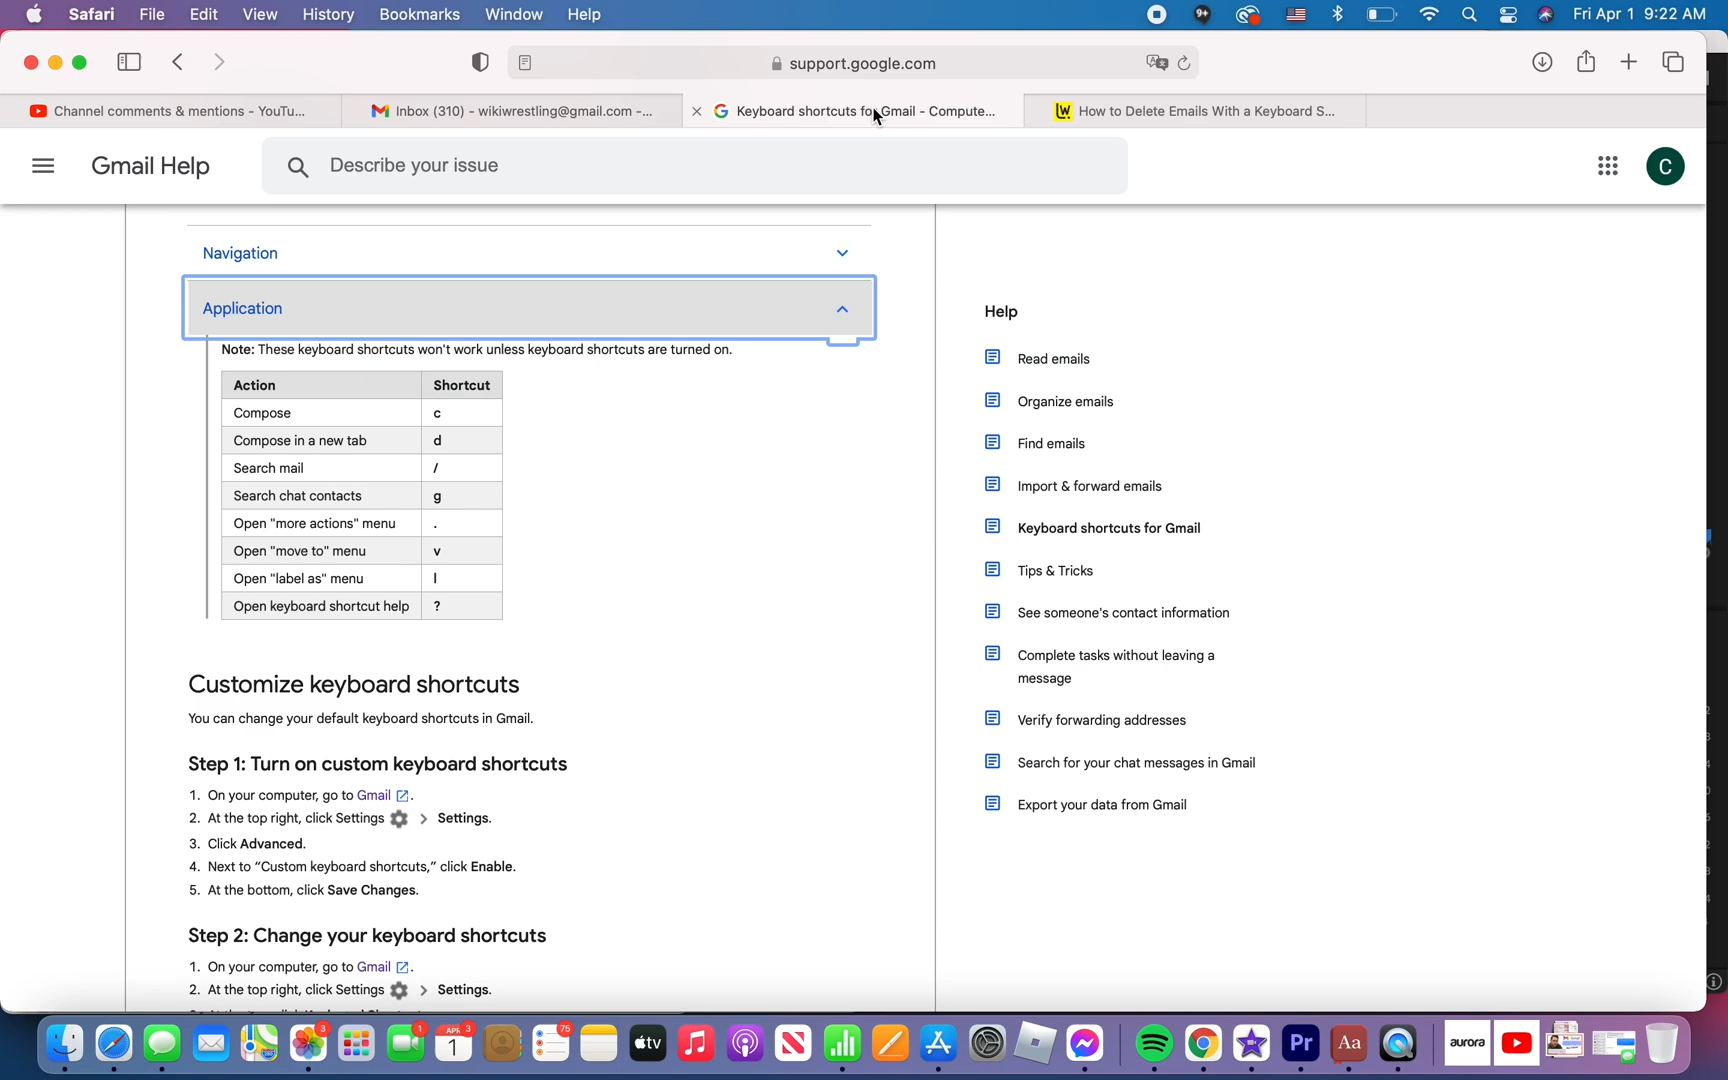 Safari File Edit View History Bookmarks Window Help 9+ Fri Apr 1 9:22 AM
support.google.com
Channel comments & mentions - YouTu... Inbox (310) - wikiwrestling@gmail.com -... Keyboard shortcuts for Gmail - Compute... How to Delete Emails With a Keyboard S...
Gmail Help Describe your issue C
Navigation
Application
Note: These keyboard shortcuts won't work unless keyboard shortcuts are turned on.
Action Shortcut
Compose c
Compose in a new tab d
Search mail /
Search chat contacts g
Open "more actions" menu .
Open "move to" menu v
Open "label as" menu l
Open keyboard shortcut help ?
Customize keyboard shortcuts
You can change your default keyboard shortcuts in Gmail.
Step 1: Turn on custom keyboard shortcuts
1. On your computer, go to Gmail.
2. At the top right, click Settings > Settings.
3. Click Advanced.
4. Next to “Custom keyboard shortcuts,” click Enable.
5. At the bottom, click Save Changes.
Step 2: Change your keyboard shortcuts
1. On your computer, go to Gmail.
2. At the top right, click Settings > Settings.
Help
Read emails
Organize emails
Find emails
Import & forward emails
Keyboard shortcuts for Gmail
Tips & Tricks
See someone's contact information
Complete tasks without leaving a
message
Verify forwarding addresses
Search for your chat messages in Gmail
Export your data from Gmail
3 1 APR 3 1 75 tv Pr Aa aurora